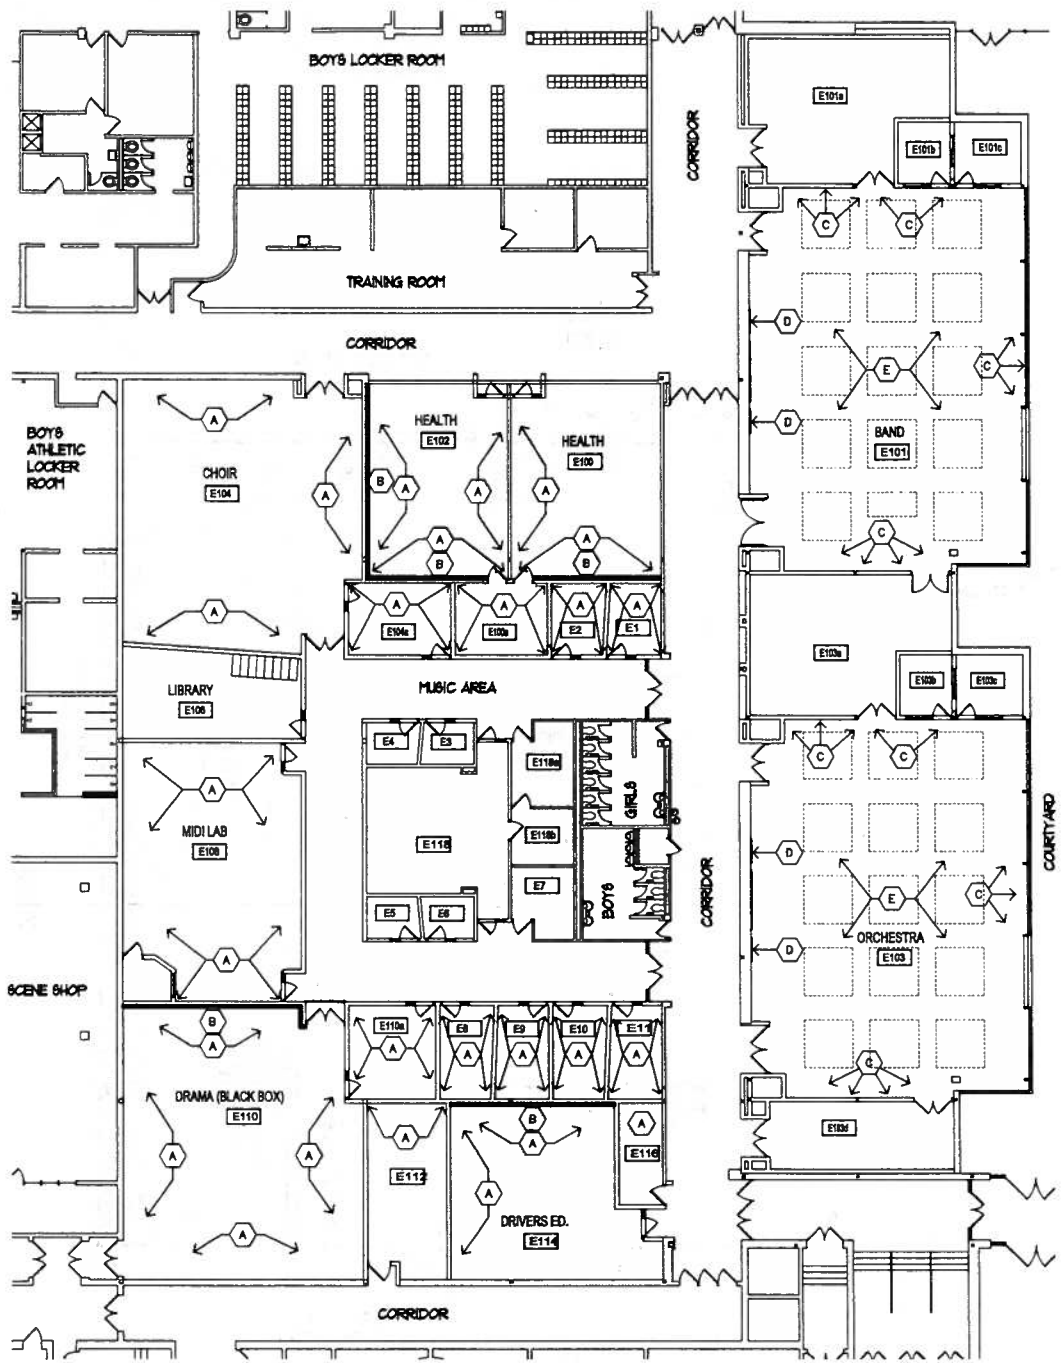 BOYS LOCKER ROOM
E101a
CORRIDOR
E101b
E101c
C
C
TRAINING ROOM
D
CORRIDOR
E
C
A
HEALTH
E102
HEALTH
E100
D
BAND
E101
BOYS
ATHLETIC
LOCKER
ROOM
CHOIR
E104
A
B
A
A
A
A
B
A
B
C
A
A
E104a
A
E100a
A
E2
A
E1
E103a
E103b
E103c
LIBRARY
E106
MUSIC AREA
E4
E3
E118a
GIRLS
C
C
A
MIDI LAB
E108
E118
E118b
D
COURTYARD
E7
BOYS
CORRIDOR
E
C
E5
E6
ORCHESTRA
E103
D
A
SCENE SHOP
B
A
E110a
A
E8
A
E9
A
E10
A
E11
A
C
DRAMA (BLACK BOX)
E110
A
A
A
A
E112
B
A
A
E116
E103d
A
DRIVERS ED.
E114
CORRIDOR